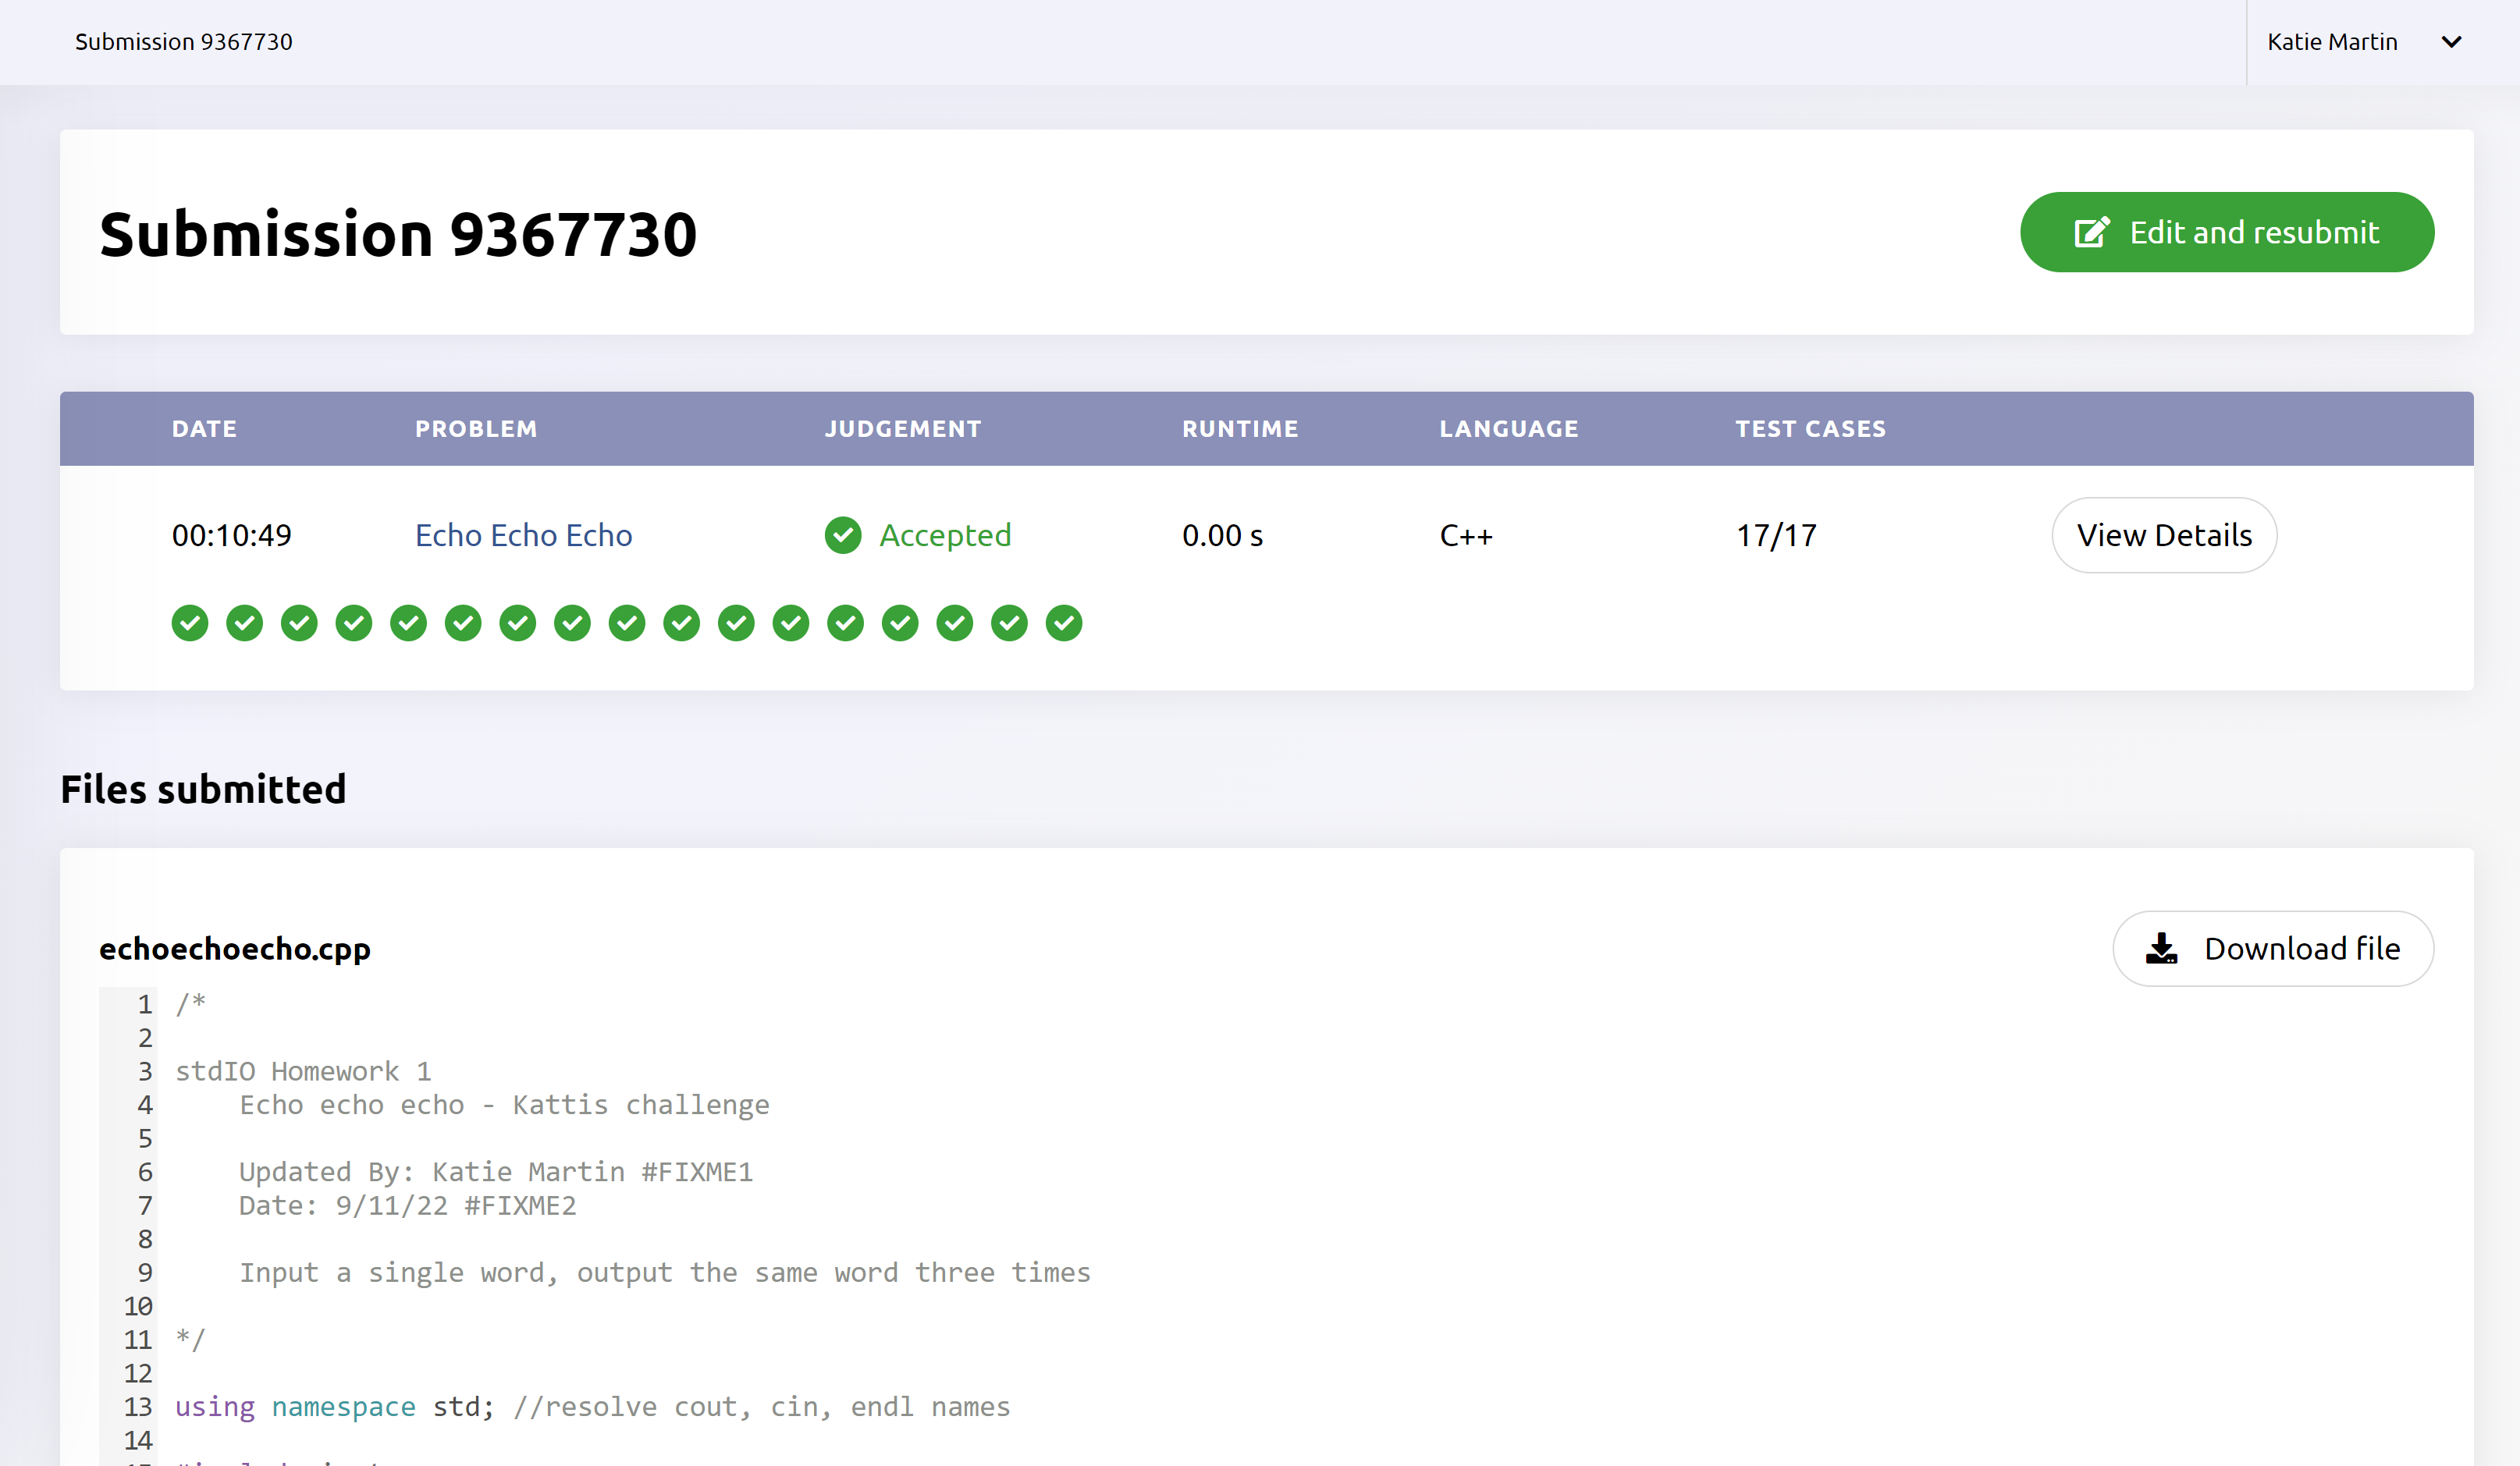 Submission 9367730
Katie Martin
Submission 9367730
Edit and resubmit
DATE PROBLEM JUDGEMENT RUNTIME LANGUAGE TEST CASES
00:10:49 Echo Echo Echo Accepted 0.00 s C++ 17/17 View Details
Files submitted
echoechoecho.cpp
Download file
1 /*
2
3 stdIO Homework 1
4 Echo echo echo - Kattis challenge
5
6 Updated By: Katie Martin #FIXME1
7 Date: 9/11/22 #FIXME2
8
9 Input a single word, output the same word three times
10
11 */
12
13 using namespace std; //resolve cout, cin, endl names
14